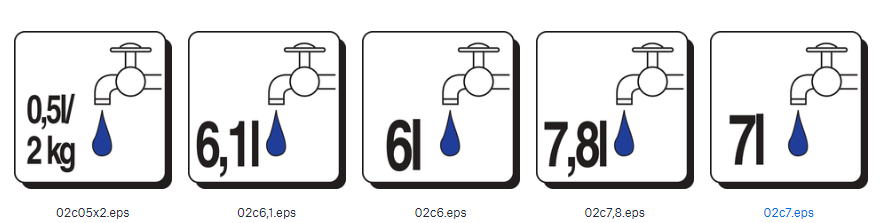 0,5l/
2 kg
6,1l
6l
7,8l
7l
02c05x2.eps
02c6,1.eps
02c6.eps
02c7,8.eps
02c7.eps